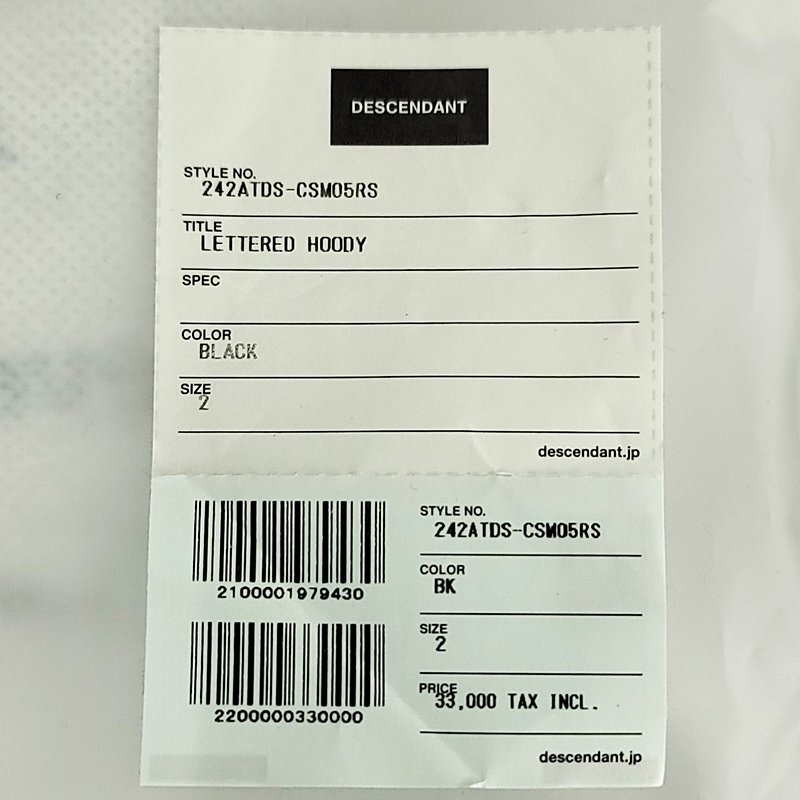 DESCENDANT
STYLE NO.
242ATDS-CSM05RS
TITLE
LETTERED HOODY
SPEC
COLOR
BLACK
SIZE
2
descendant.jp
2100001979430
2200000330000
STYLE NO.
242ATDS-CSM05RS
COLOR
BK
SIZE
2
PRICE
33,000 TAX INCL.
descendant.jp